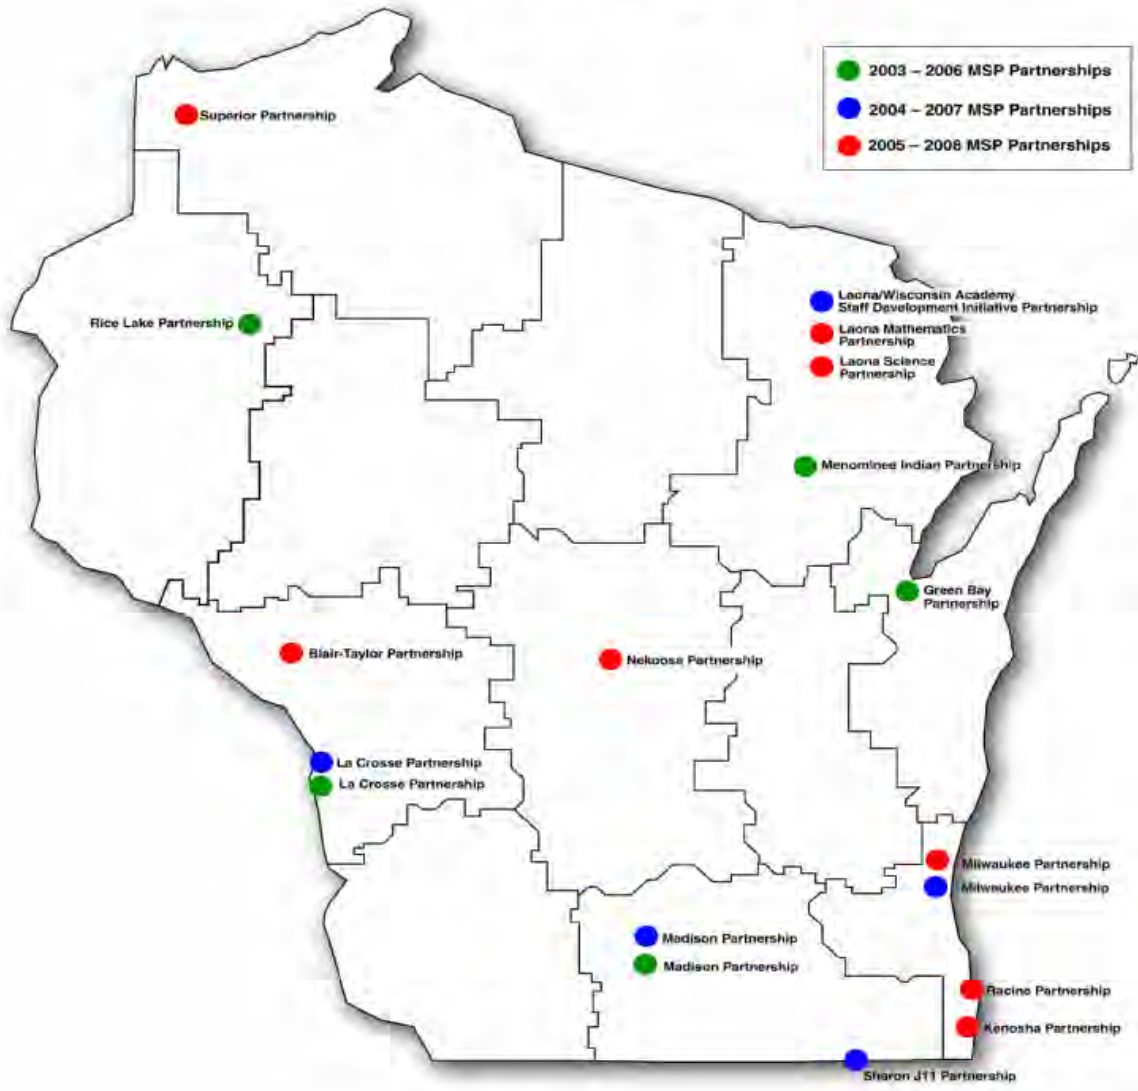 2003 – 2006 MSP Partnerships
2004 – 2007 MSP Partnerships
2005 – 2008 MSP Partnerships
Superior Partnership
Laona/Wisconsin Academy
Staff Development Initiative Partnership
Rice Lake Partnership
Laona Mathematics
Partnership
Laona Science
Partnership
Menominee Indian Partnership
Green Bay
Partnership
Blair-Taylor Partnership
Nekoosa Partnership
La Crosse Partnership
La Crosse Partnership
Milwaukee Partnership
Milwaukee Partnership
Madison Partnership
Madison Partnership
Racine Partnership
Kenosha Partnership
Sharon J11 Partnership